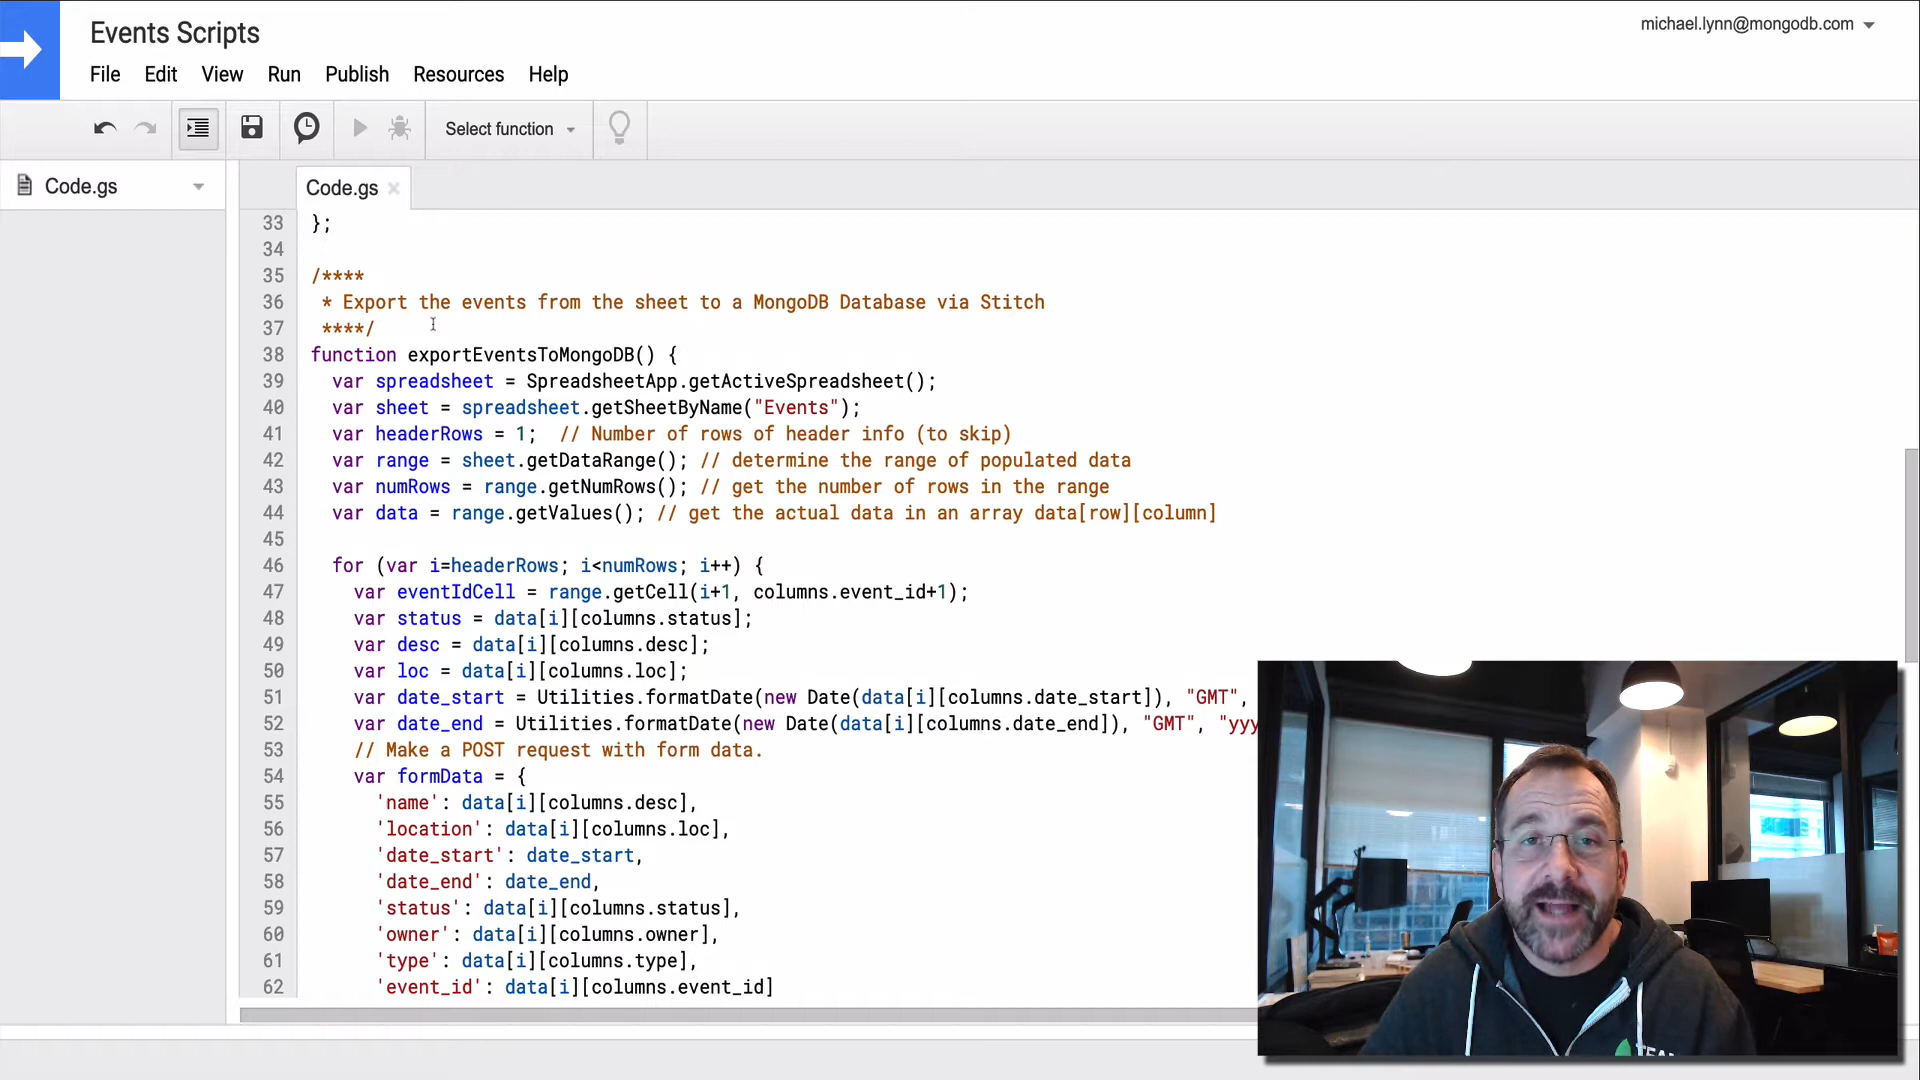 Events Scripts
michael.lynn@mongodb.com
File Edit View Run Publish Resources Help
Select function
Code.gs
Code.gs
33 };
34
35 /****
36  * Export the events from the sheet to a MongoDB Database via Stitch
37  ****/
38 function exportEventsToMongoDB() {
39   var spreadsheet = SpreadsheetApp.getActiveSpreadsheet();
40   var sheet = spreadsheet.getSheetByName("Events");
41   var headerRows = 1;  // Number of rows of header info (to skip)
42   var range = sheet.getDataRange(); // determine the range of populated data
43   var numRows = range.getNumRows(); // get the number of rows in the range
44   var data = range.getValues(); // get the actual data in an array data[row][column]
45
46   for (var i=headerRows; i<numRows; i++) {
47     var eventIdCell = range.getCell(i+1, columns.event_id+1);
48     var status = data[i][columns.status];
49     var desc = data[i][columns.desc];
50     var loc = data[i][columns.loc];
51     var date_start = Utilities.formatDate(new Date(data[i][columns.date_start]), "GMT",
52     var date_end = Utilities.formatDate(new Date(data[i][columns.date_end]), "GMT", "yyy
53     // Make a POST request with form data.
54     var formData = {
55       'name': data[i][columns.desc],
56       'location': data[i][columns.loc],
57       'date_start': date_start,
58       'date_end': date_end,
59       'status': data[i][columns.status],
60       'owner': data[i][columns.owner],
61       'type': data[i][columns.type],
62       'event_id': data[i][columns.event_id]